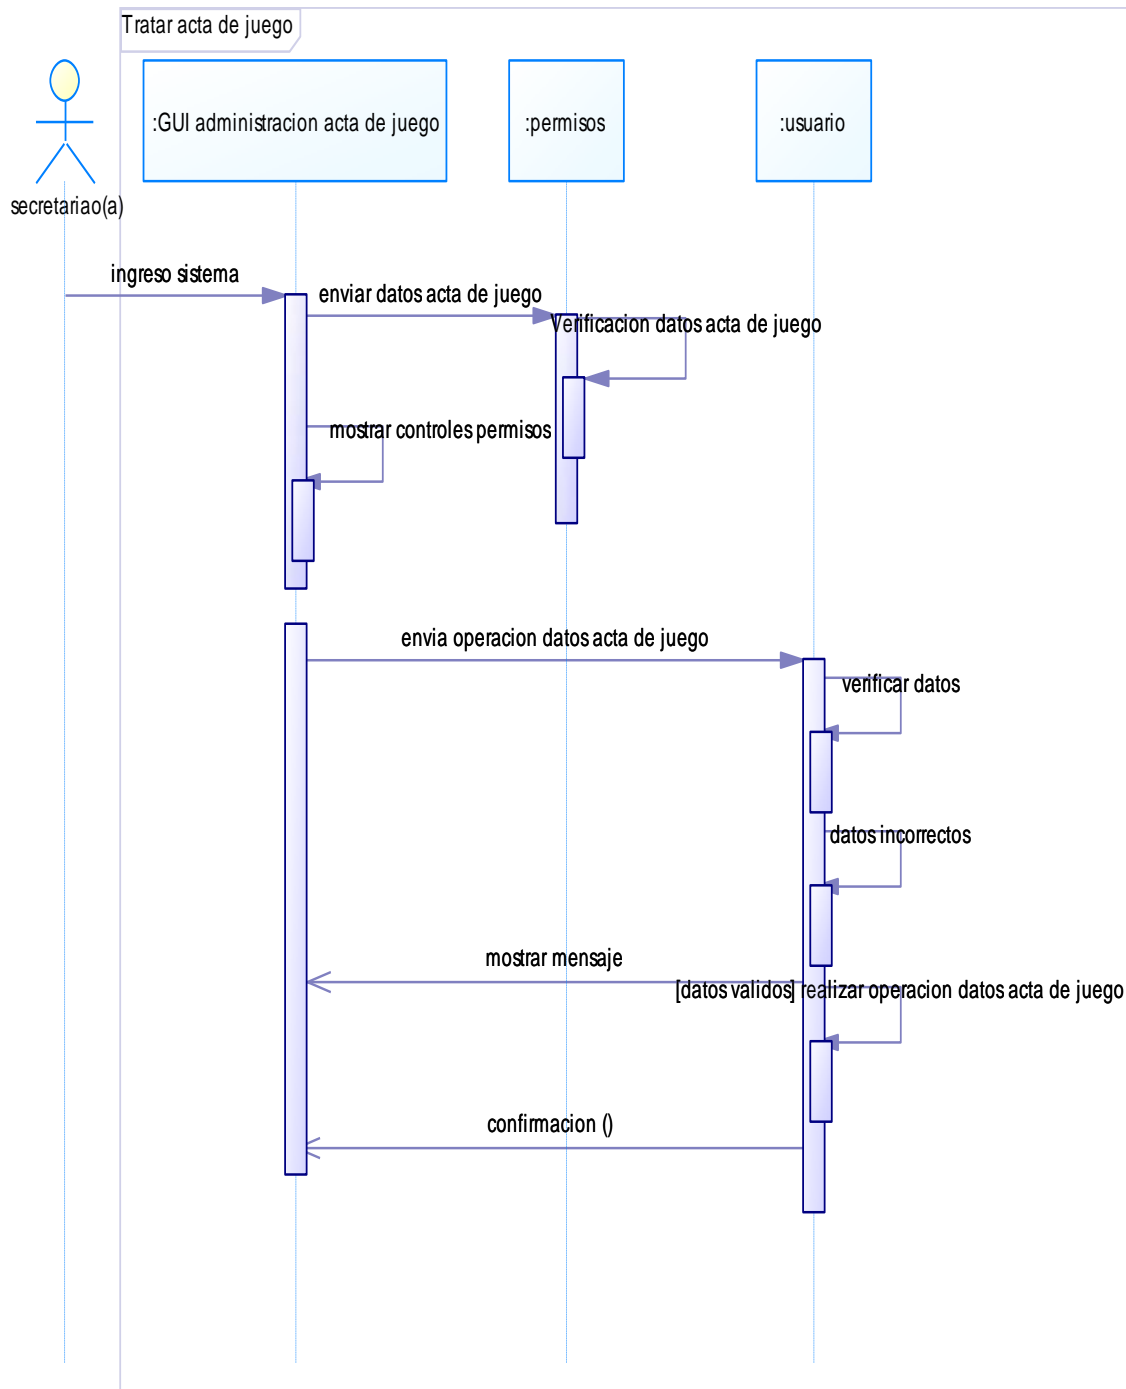 Tratar acta de juego
:GUI administracion acta de juego
:permisos
:usuario
secretariao(a)
ingreso sistema
enviar datos acta de juego
Verificacion datos acta de juego
mostrar controles permisos
envia operacion datos acta de juego
verificar datos
datos incorrectos
mostrar mensaje
[datos validos] realizar operacion datos acta de juego
confirmacion ()